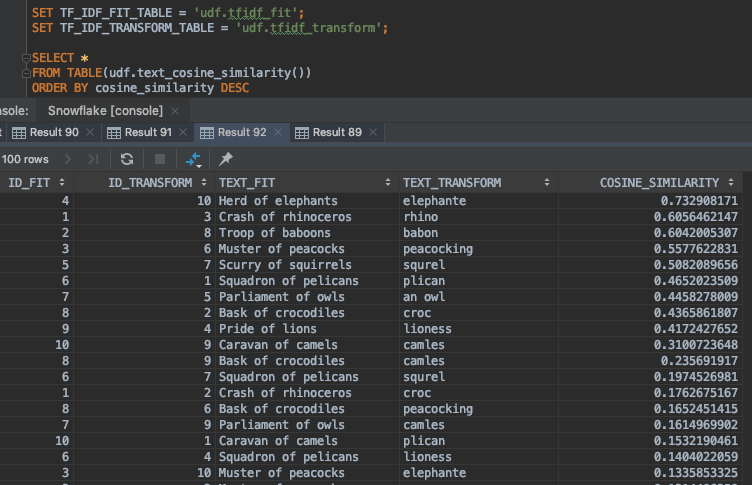 SET TF_IDF_FIT_TABLE = 'udf.tfidf_fit';
SET TF_IDF_TRANSFORM_TABLE = 'udf.tfidf_transform';
SELECT *
FROM TABLE(udf.text_cosine_similarity())
ORDER BY cosine_similarity DESC
nsole: Snowflake [console]
t Result 90 Result 91 Result 92 Result 89
100 rows
ID_FIT ID_TRANSFORM TEXT_FIT TEXT_TRANSFORM COSINE_SIMILARITY
4 10 Herd of elephants elephante 0.732908171
1 3 Crash of rhinoceros rhino 0.6056462147
2 8 Troop of baboons babon 0.6042005307
3 6 Muster of peacocks peacocking 0.5577622831
5 7 Scurry of squirrels squrel 0.5082089656
6 1 Squadron of pelicans plican 0.4652023509
7 5 Parliament of owls an owl 0.4458278009
8 2 Bask of crocodiles croc 0.4365861807
9 4 Pride of lions lioness 0.4172427652
10 9 Caravan of camels camles 0.3100723648
8 9 Bask of crocodiles camles 0.235691917
6 7 Squadron of pelicans squrel 0.1974526981
1 2 Crash of rhinoceros croc 0.1762675167
8 6 Bask of crocodiles peacocking 0.1652451415
7 9 Parliament of owls camles 0.1614969902
10 1 Caravan of camels plican 0.1532190461
6 4 Squadron of pelicans lioness 0.1404022059
3 10 Muster of peacocks elephante 0.1335853325